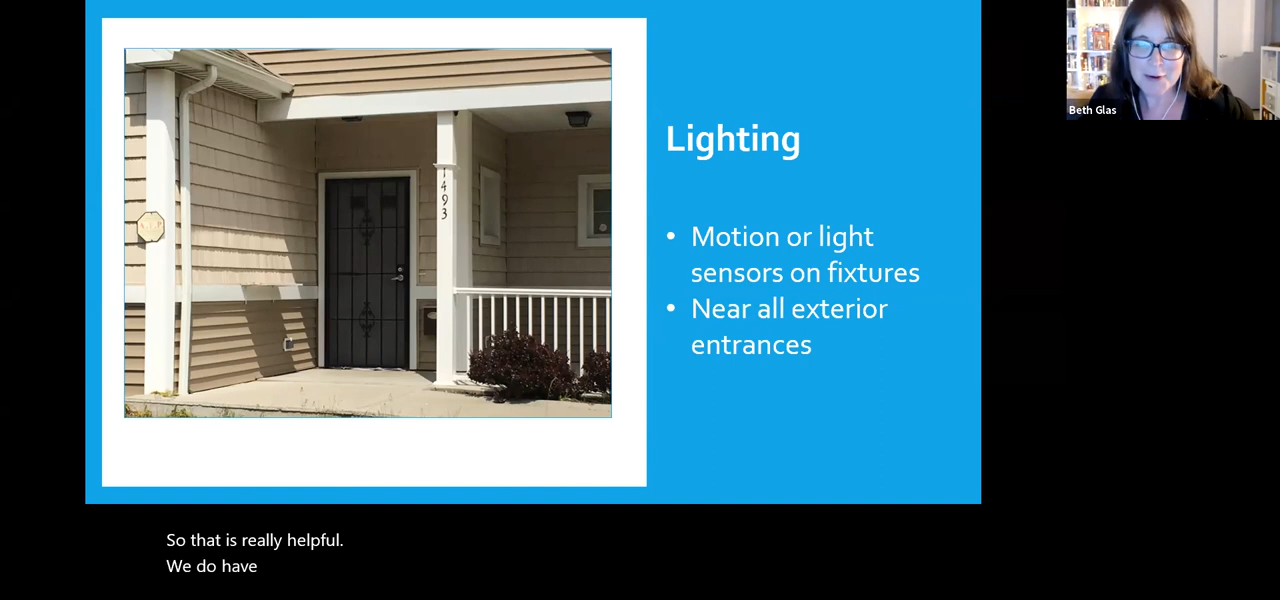 Beth Glas
Lighting
1493
• Motion or light
sensors on fixtures
• Near all exterior
entrances
So that is really helpful.
We do have